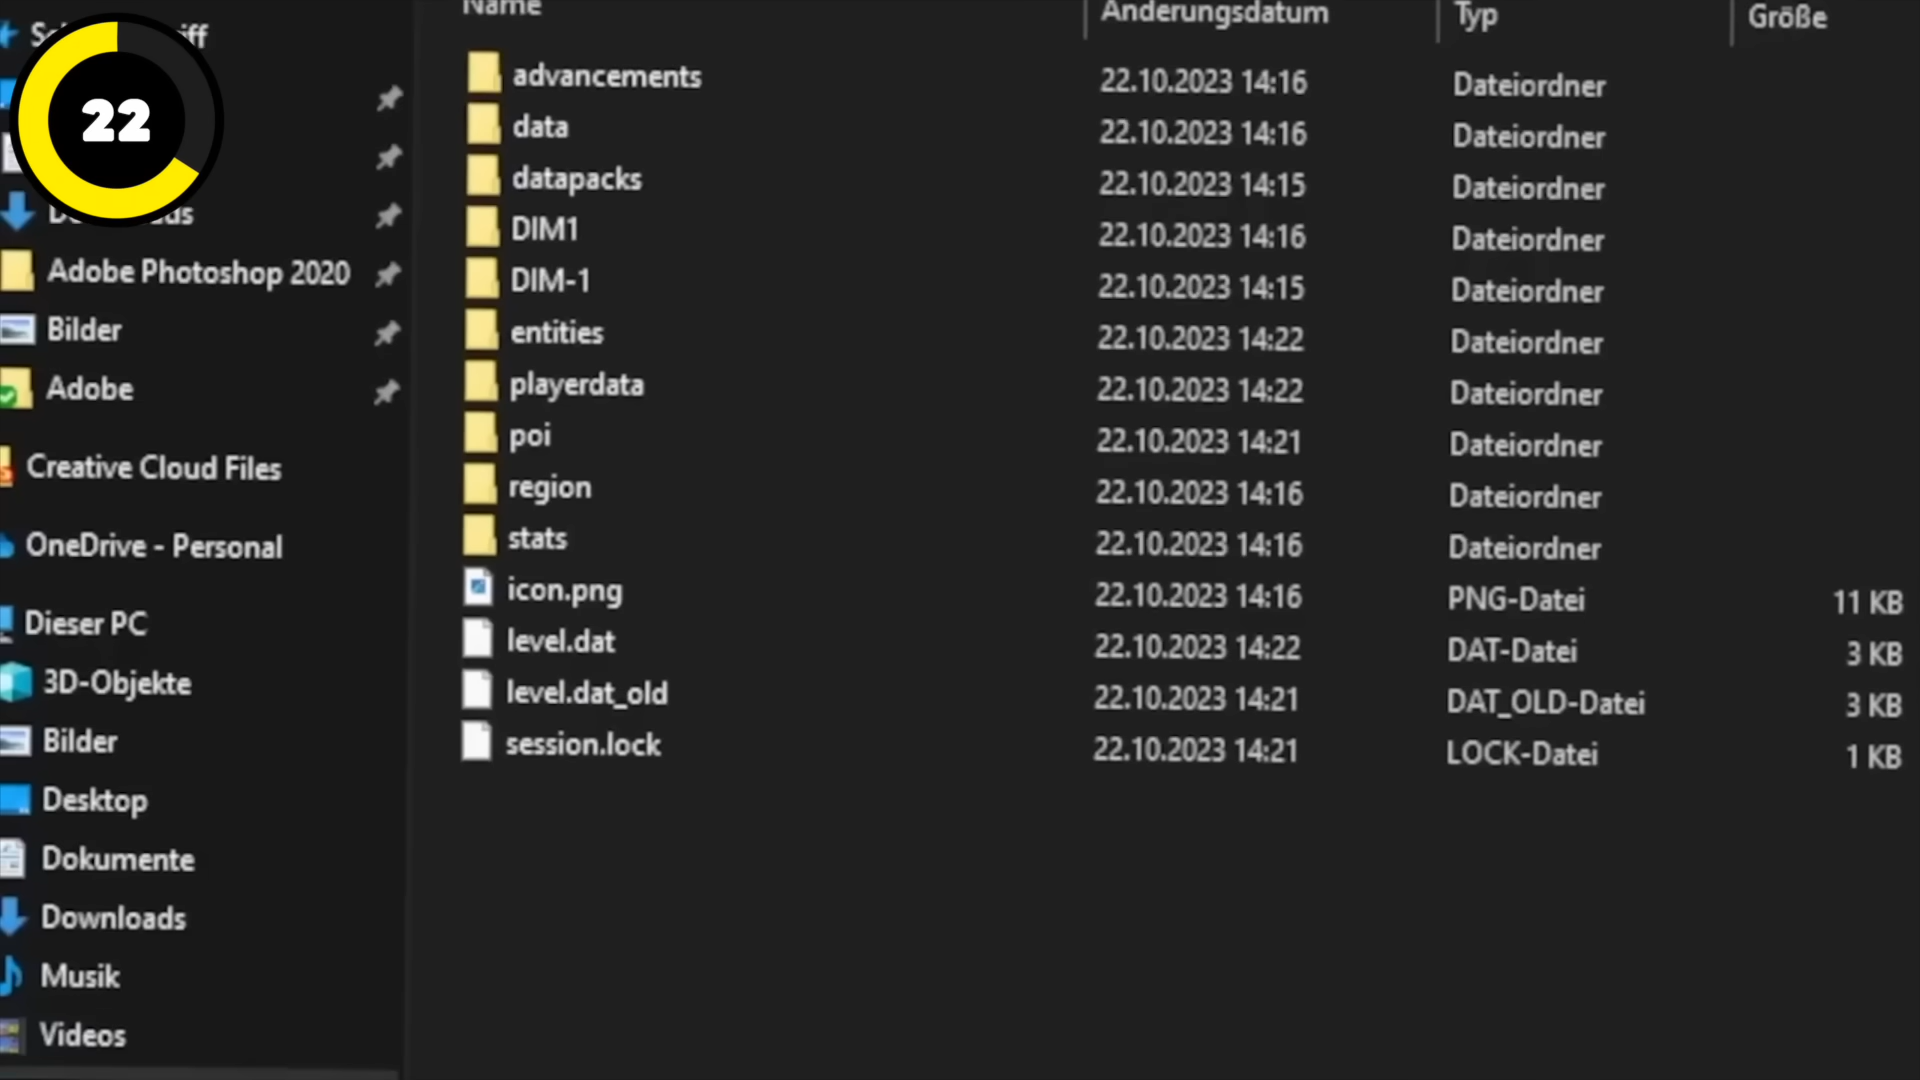 Name Änderungsdatum Typ Größe
22
Adobe Photoshop 2020
Bilder
Adobe
Creative Cloud Files
OneDrive - Personal
Dieser PC
3D-Objekte
Bilder
Desktop
Dokumente
Downloads
Musik
Videos
advancements 22.10.2023 14:16 Dateiordner
data 22.10.2023 14:16 Dateiordner
datapacks 22.10.2023 14:15 Dateiordner
DIM1 22.10.2023 14:16 Dateiordner
DIM-1 22.10.2023 14:15 Dateiordner
entities 22.10.2023 14:22 Dateiordner
playerdata 22.10.2023 14:22 Dateiordner
poi 22.10.2023 14:21 Dateiordner
region 22.10.2023 14:16 Dateiordner
stats 22.10.2023 14:16 Dateiordner
icon.png 22.10.2023 14:16 PNG-Datei 11 KB
level.dat 22.10.2023 14:22 DAT-Datei 3 KB
level.dat_old 22.10.2023 14:21 DAT_OLD-Datei 3 KB
session.lock 22.10.2023 14:21 LOCK-Datei 1 KB